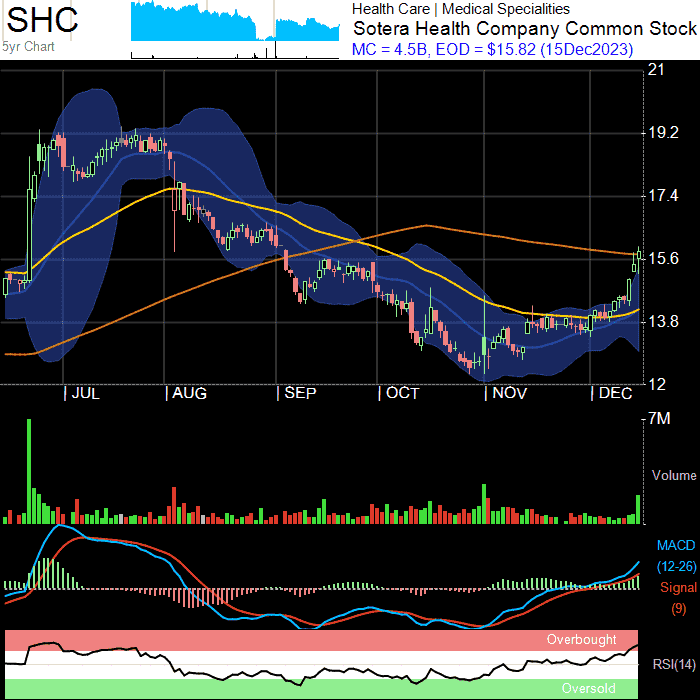 SHC
5yr Chart
Health Care | Medical Specialities
Sotera Health Company Common Stock
MC = 4.5B, EOD = $15.82 (15Dec2023)
21
19.2
17.4
15.6
13.8
12
| JUL | AUG | SEP | OCT | NOV | DEC
7M
Volume
MACD
(12-26)
Signal
(9)
Overbought
RSI(14)
Oversold